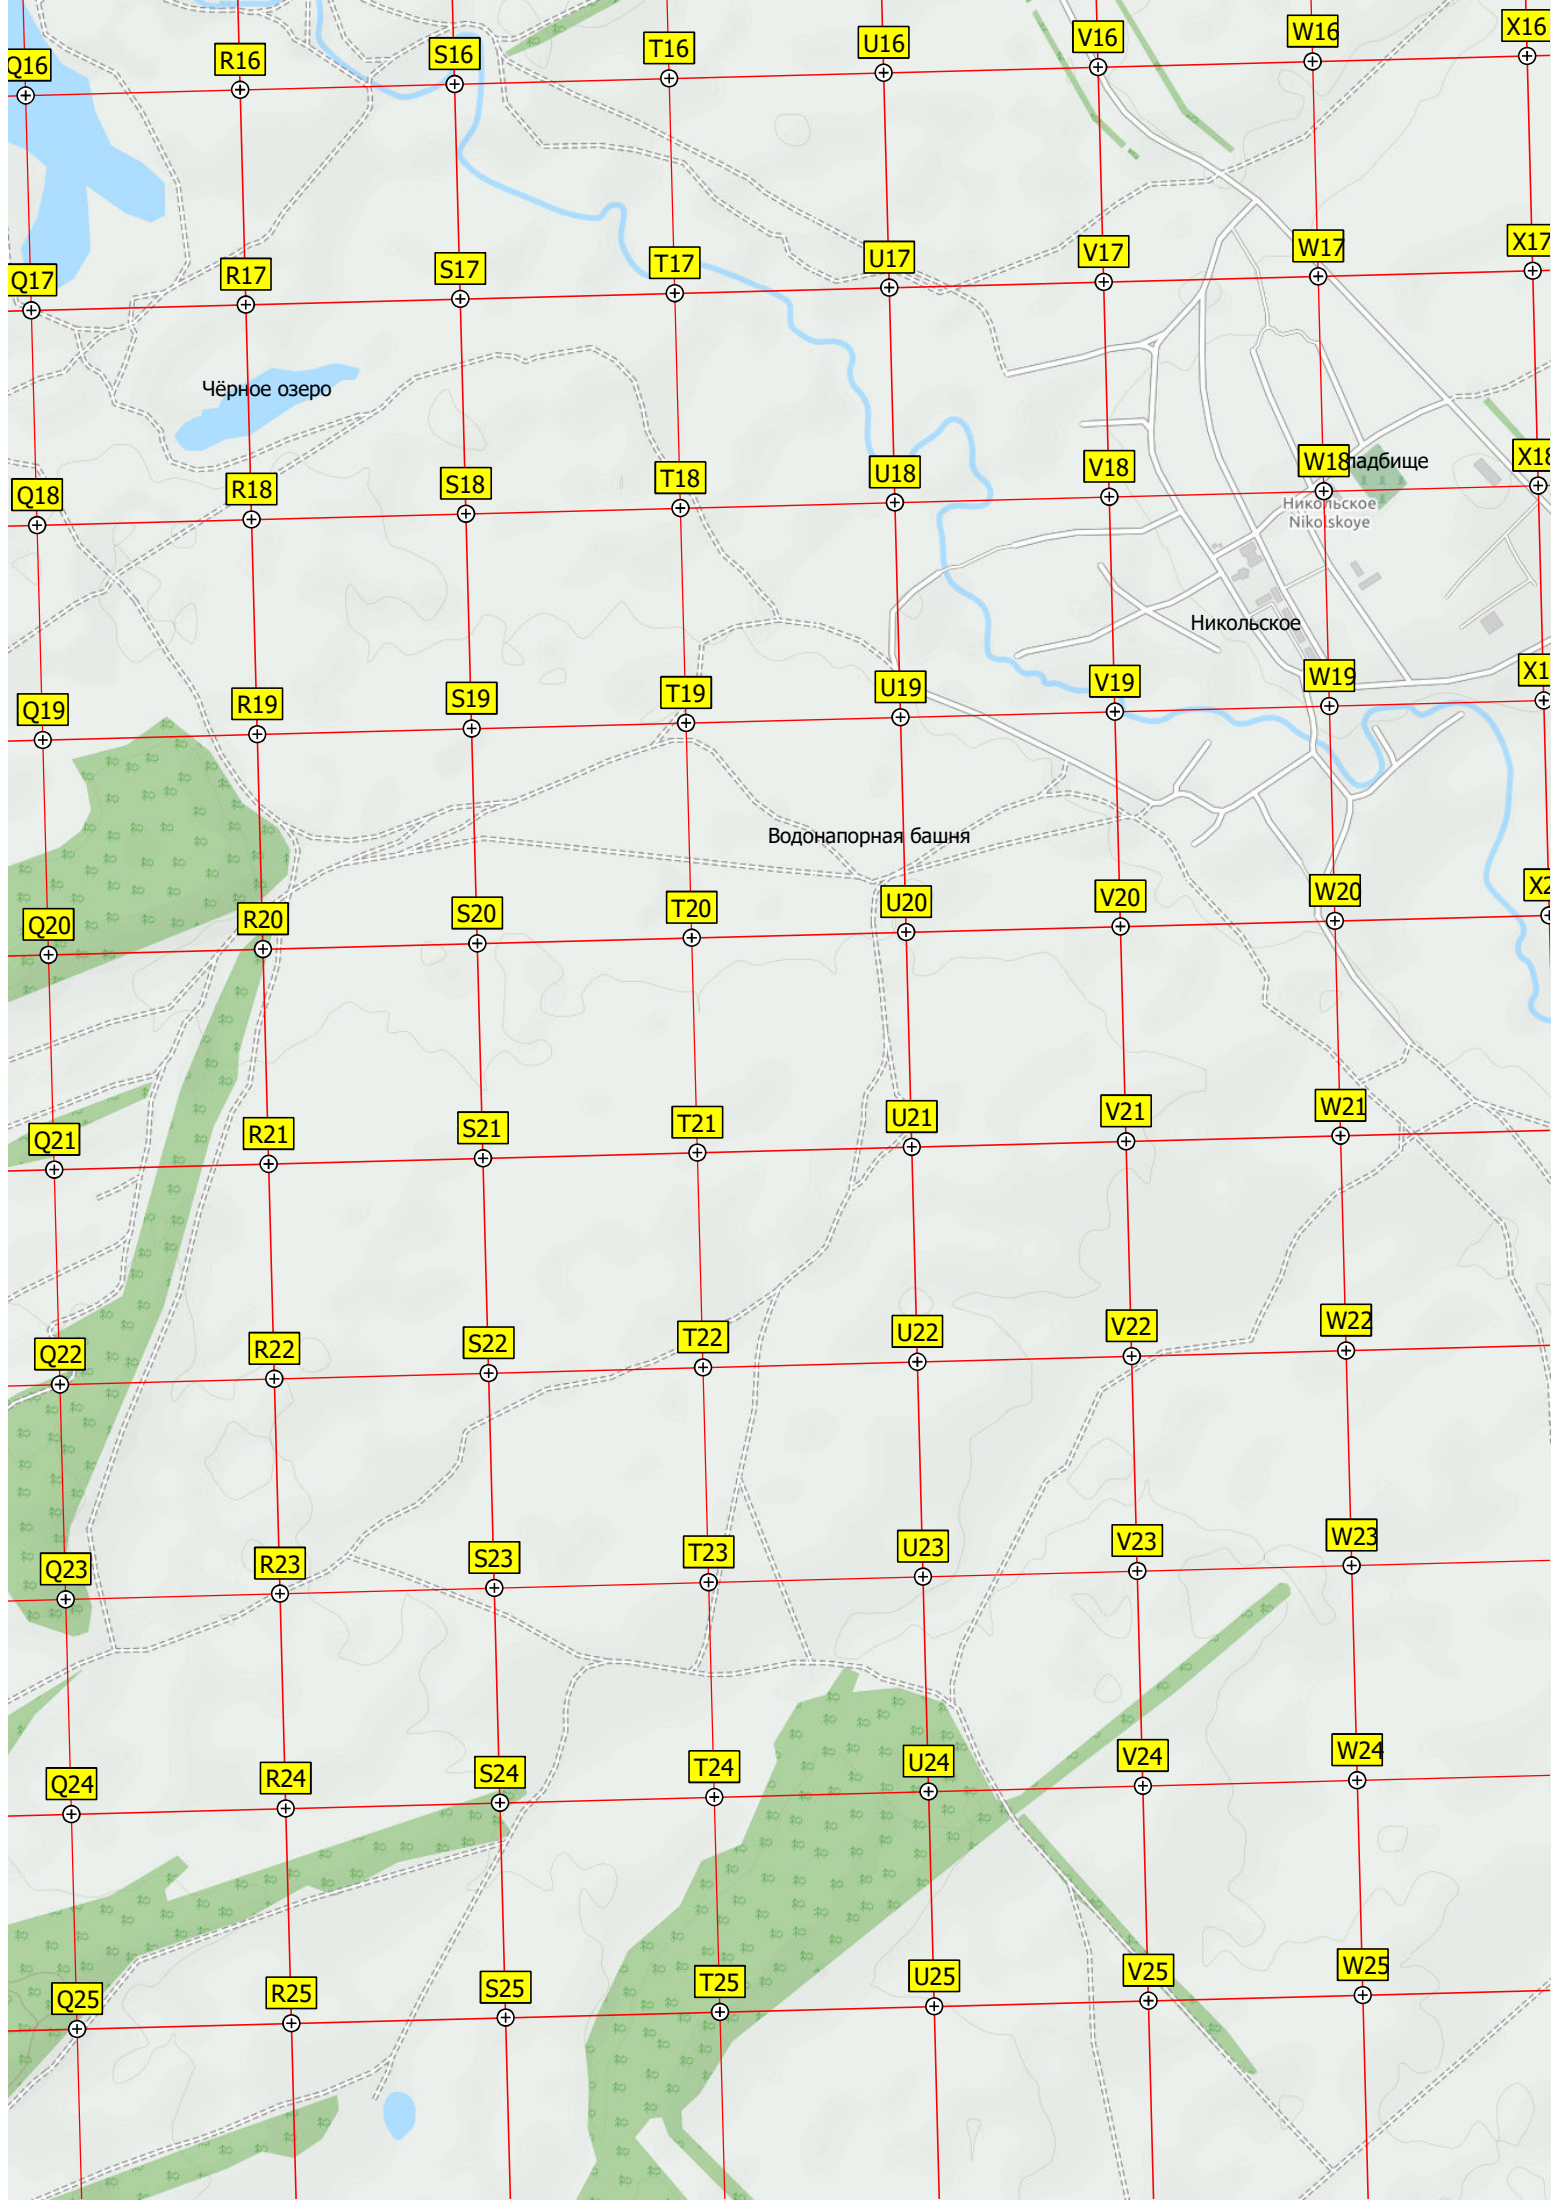 Q16 R16 S16 T16 U16 V16 W16 X16
Q17 R17 S17 T17 U17 V17 W17 X17
Чёрное озеро
Q18 R18 S18 T18 U18 V18 W18 X18
Никольское
Nikolskoye
Никольское
Q19 R19 S19 T19 U19 V19 W19
Водонапорная башня
Q20 R20 S20 T20 U20 V20 W20
Q21 R21 S21 T21 U21 V21 W21
Q22 R22 S22 T22 U22 V22 W22
Q23 R23 S23 T23 U23 V23 W23
Q24 R24 S24 T24 U24 V24 W24
Q25 R25 S25 T25 U25 V25 W25